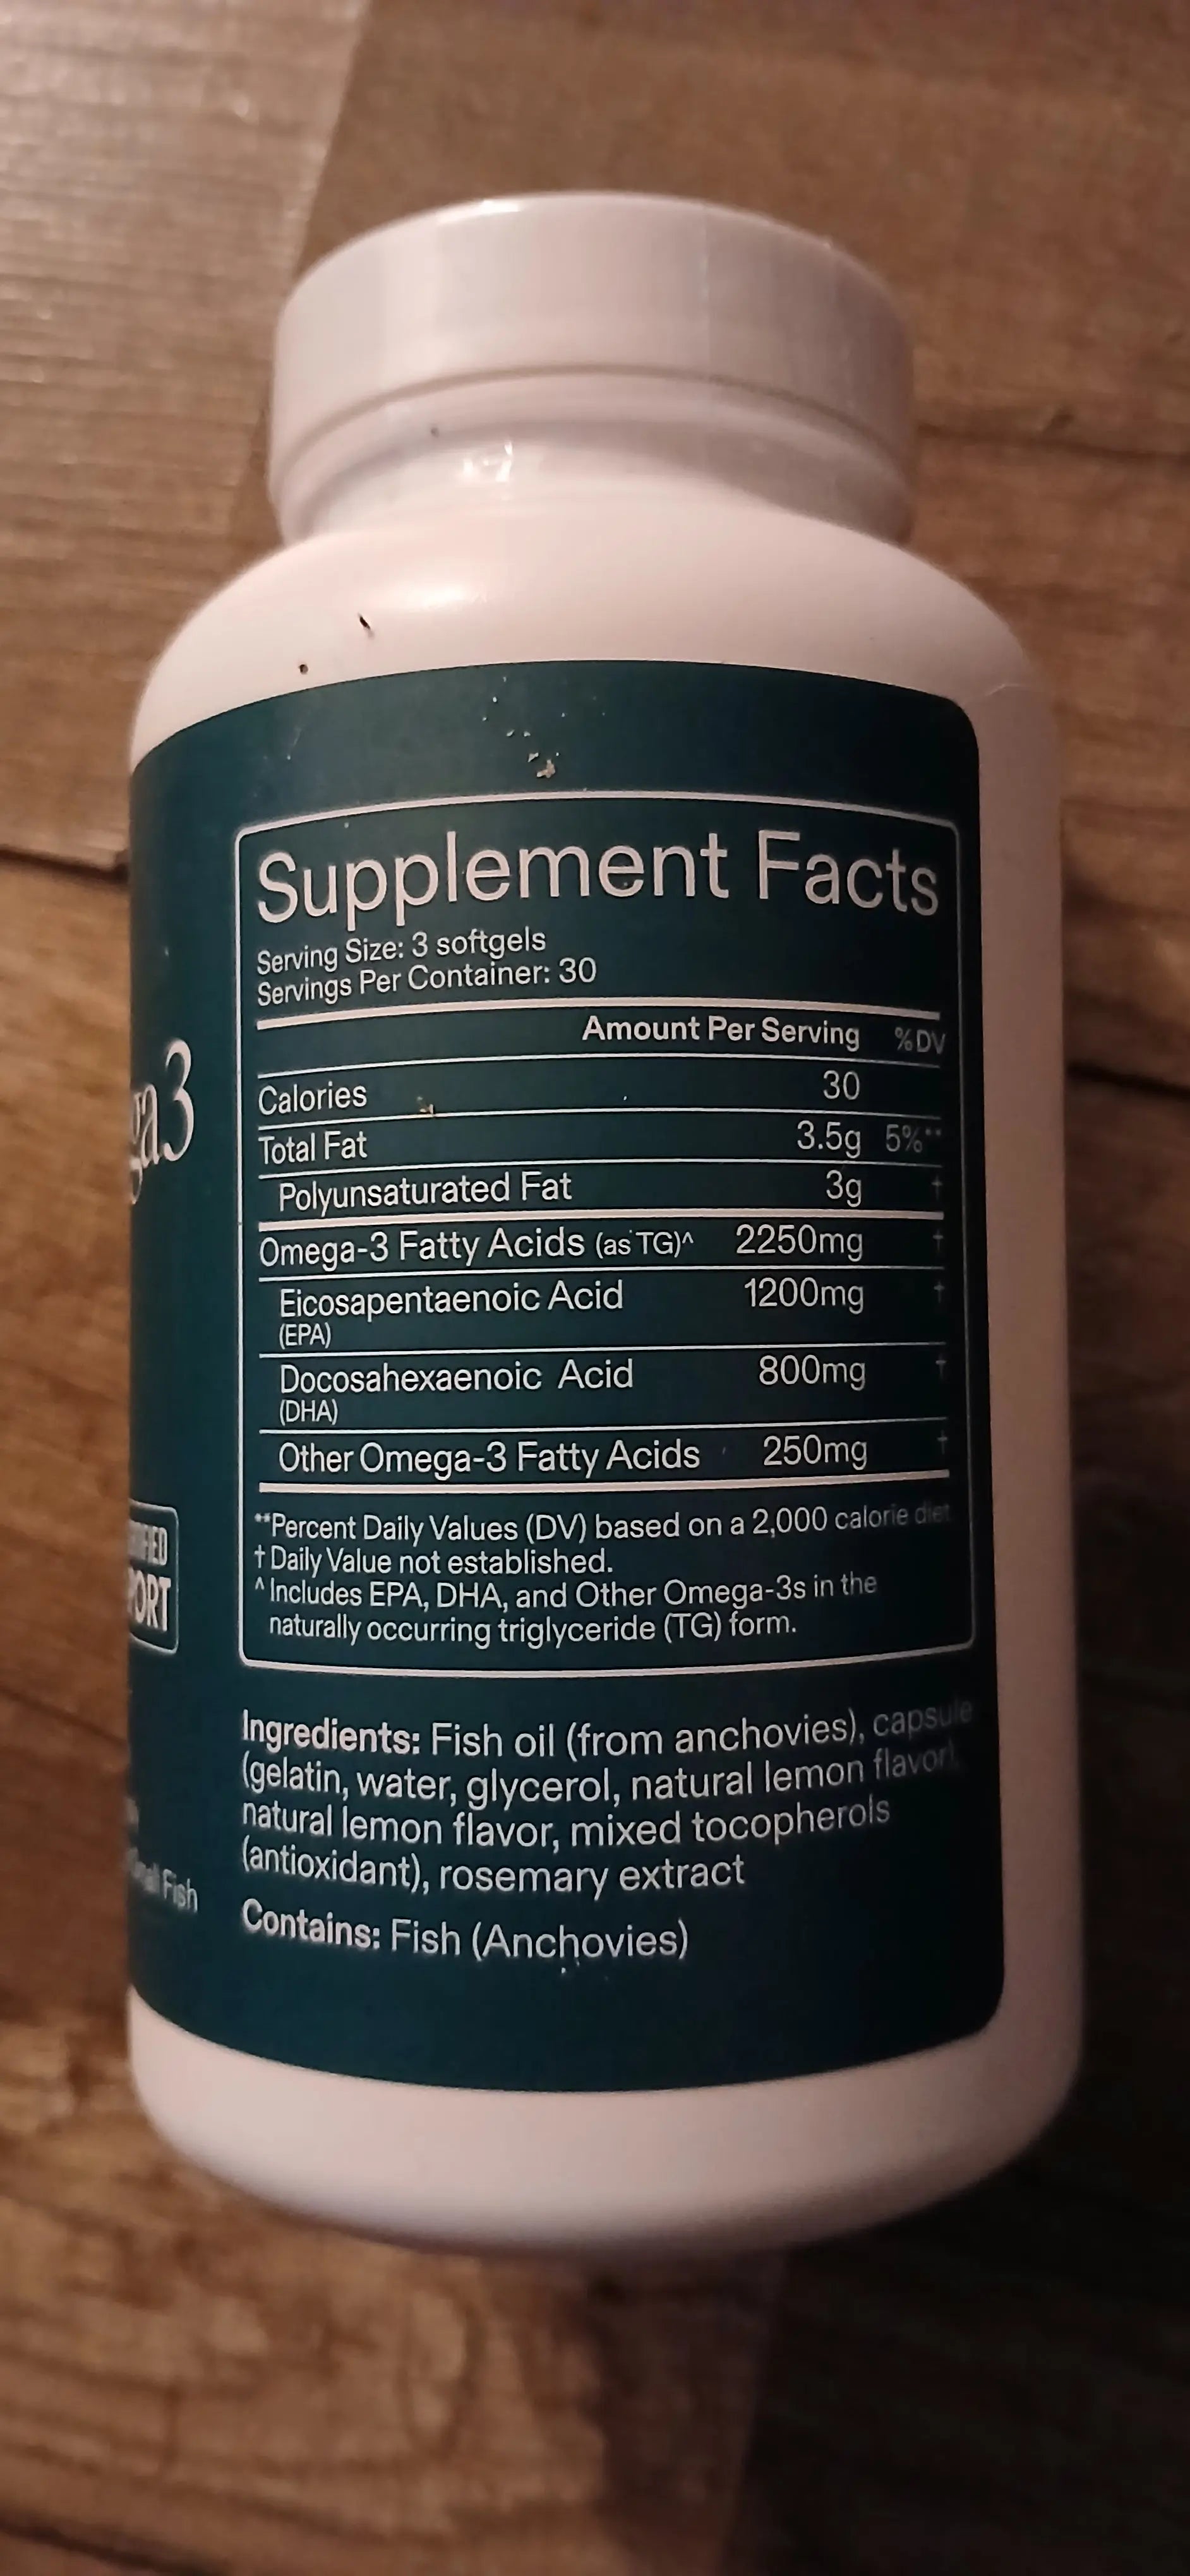 Supplement Facts
Serving Size: 3 softgels
Servings Per Container: 30
Amount Per Serving %DV
Calories 30
Total Fat 3.5g 5%**
Polyunsaturated Fat 3g †
Omega-3 Fatty Acids (as TG)^ 2250mg †
Eicosapentaenoic Acid 1200mg †
(EPA)
Docosahexaenoic Acid 800mg †
(DHA)
Other Omega-3 Fatty Acids 250mg †
**Percent Daily Values (DV) based on a 2,000 calorie diet
† Daily Value not established.
^ Includes EPA, DHA, and Other Omega-3s in the
naturally occurring triglyceride (TG) form.
Ingredients: Fish oil (from anchovies), capsule
(gelatin, water, glycerol, natural lemon flavor),
natural lemon flavor, mixed tocopherols
(antioxidant), rosemary extract
Contains: Fish (Anchovies)
ga3
Fish